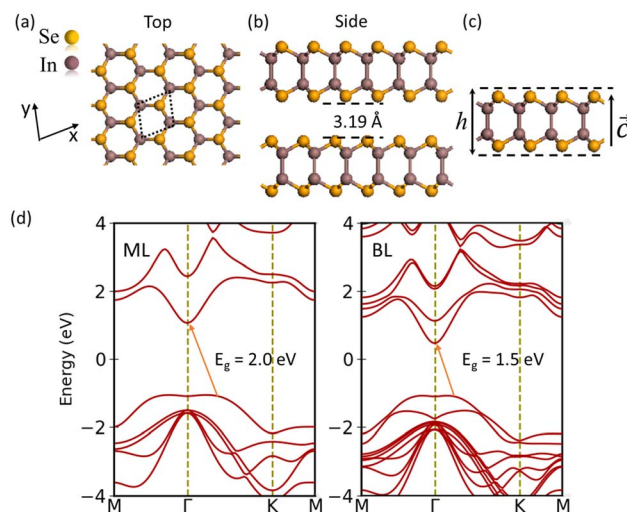 (a) Top
Se
In
y
x
(b) Side
3.19 Å
(c)
h
c⃗
(d)
Energy (eV)
4
2
0
−2
−4
ML
E_g = 2.0 eV
M Γ K M
4
2
0
−2
−4
BL
E_g = 1.5 eV
M Γ K M